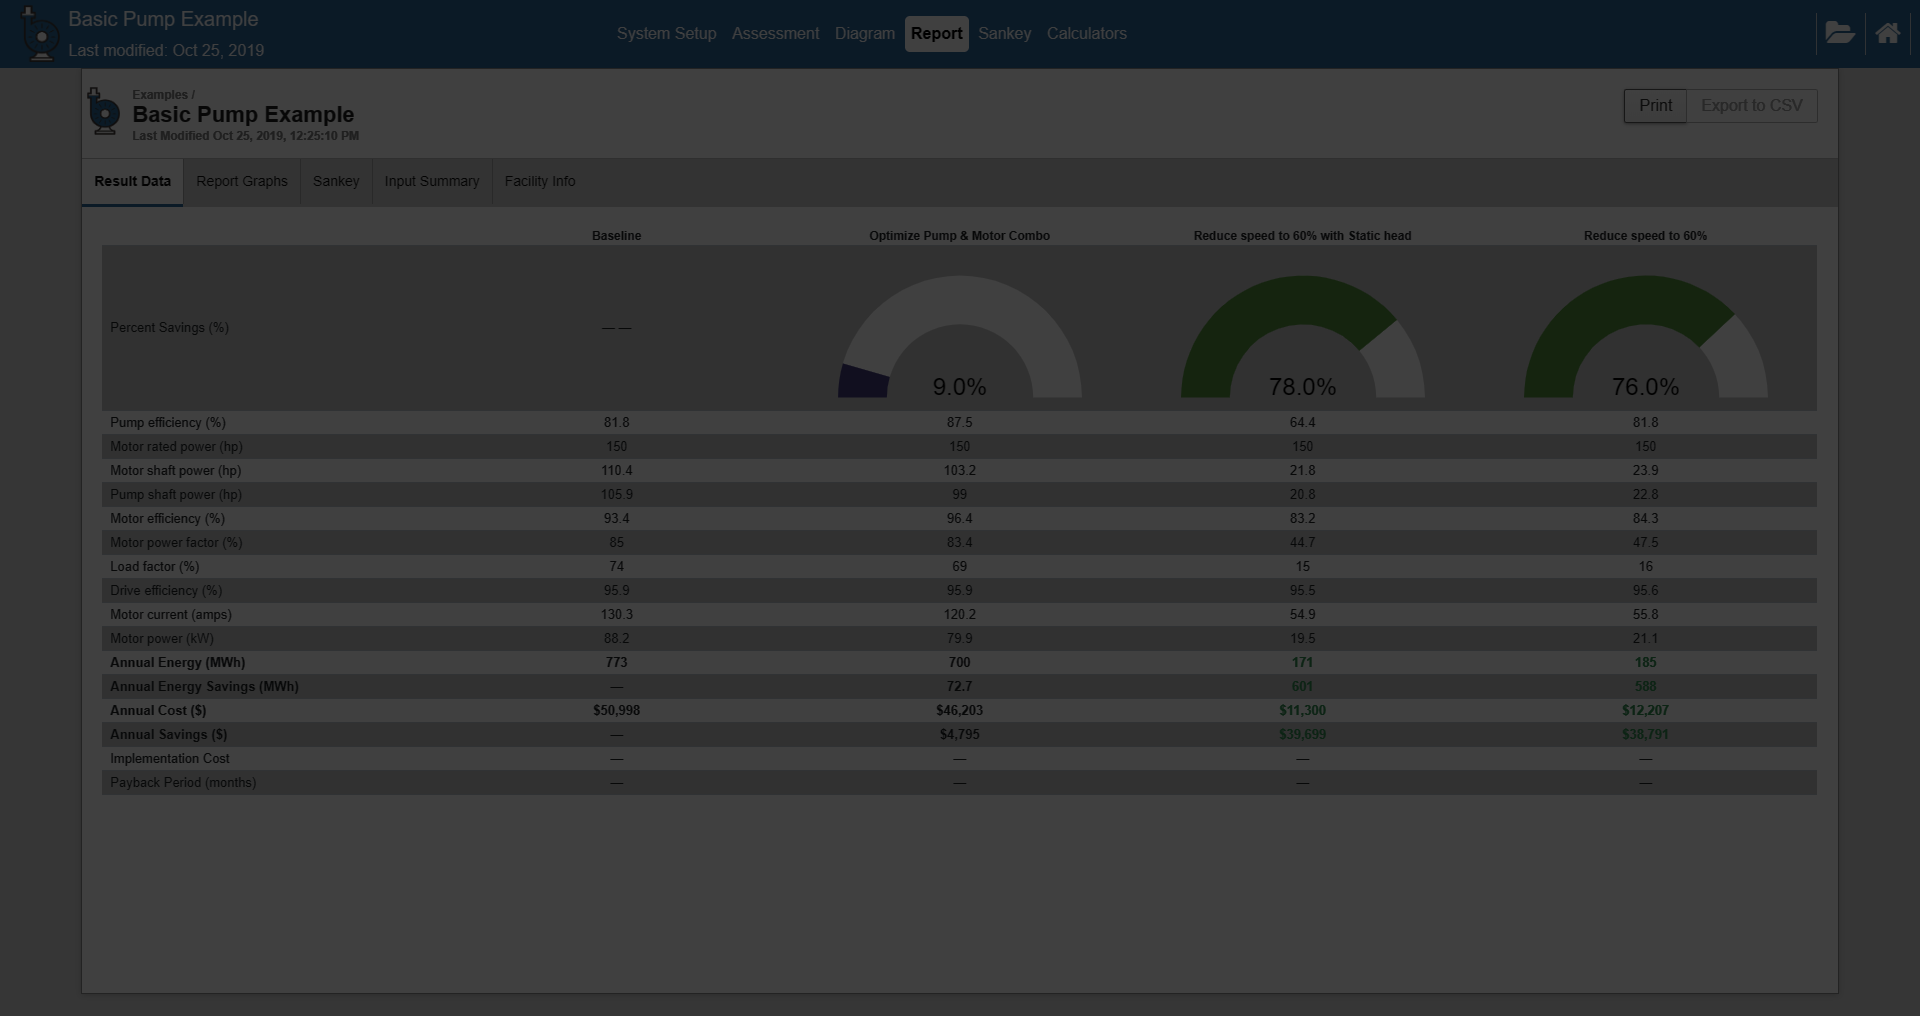 Basic Pump Example
Last modified: Oct 25, 2019
System Setup Assessment Diagram Report Sankey Calculators
Examples /
Basic Pump Example
Last Modified Oct 25, 2019, 12:25:10 PM
Print Export to CSV
Result Data Report Graphs Sankey Input Summary Facility Info
Baseline Optimize Pump & Motor Combo Reduce speed to 60% with Static head Reduce speed to 60%
Percent Savings (%) — — 9.0% 78.0% 76.0%
Pump efficiency (%) 81.8 87.5 64.4 81.8
Motor rated power (hp) 150 150 150 150
Motor shaft power (hp) 110.4 103.2 21.8 23.9
Pump shaft power (hp) 105.9 99 20.8 22.8
Motor efficiency (%) 93.4 96.4 83.2 84.3
Motor power factor (%) 85 83.4 44.7 47.5
Load factor (%) 74 69 15 16
Drive efficiency (%) 95.9 95.9 95.5 95.6
Motor current (amps) 130.3 120.2 54.9 55.8
Motor power (kW) 88.2 79.9 19.5 21.1
Annual Energy (MWh) 773 700 171 185
Annual Energy Savings (MWh) — 72.7 601 588
Annual Cost ($) $50,998 $46,203 $11,300 $12,207
Annual Savings ($) — $4,795 $39,699 $38,791
Implementation Cost — — — —
Payback Period (months) — — — —